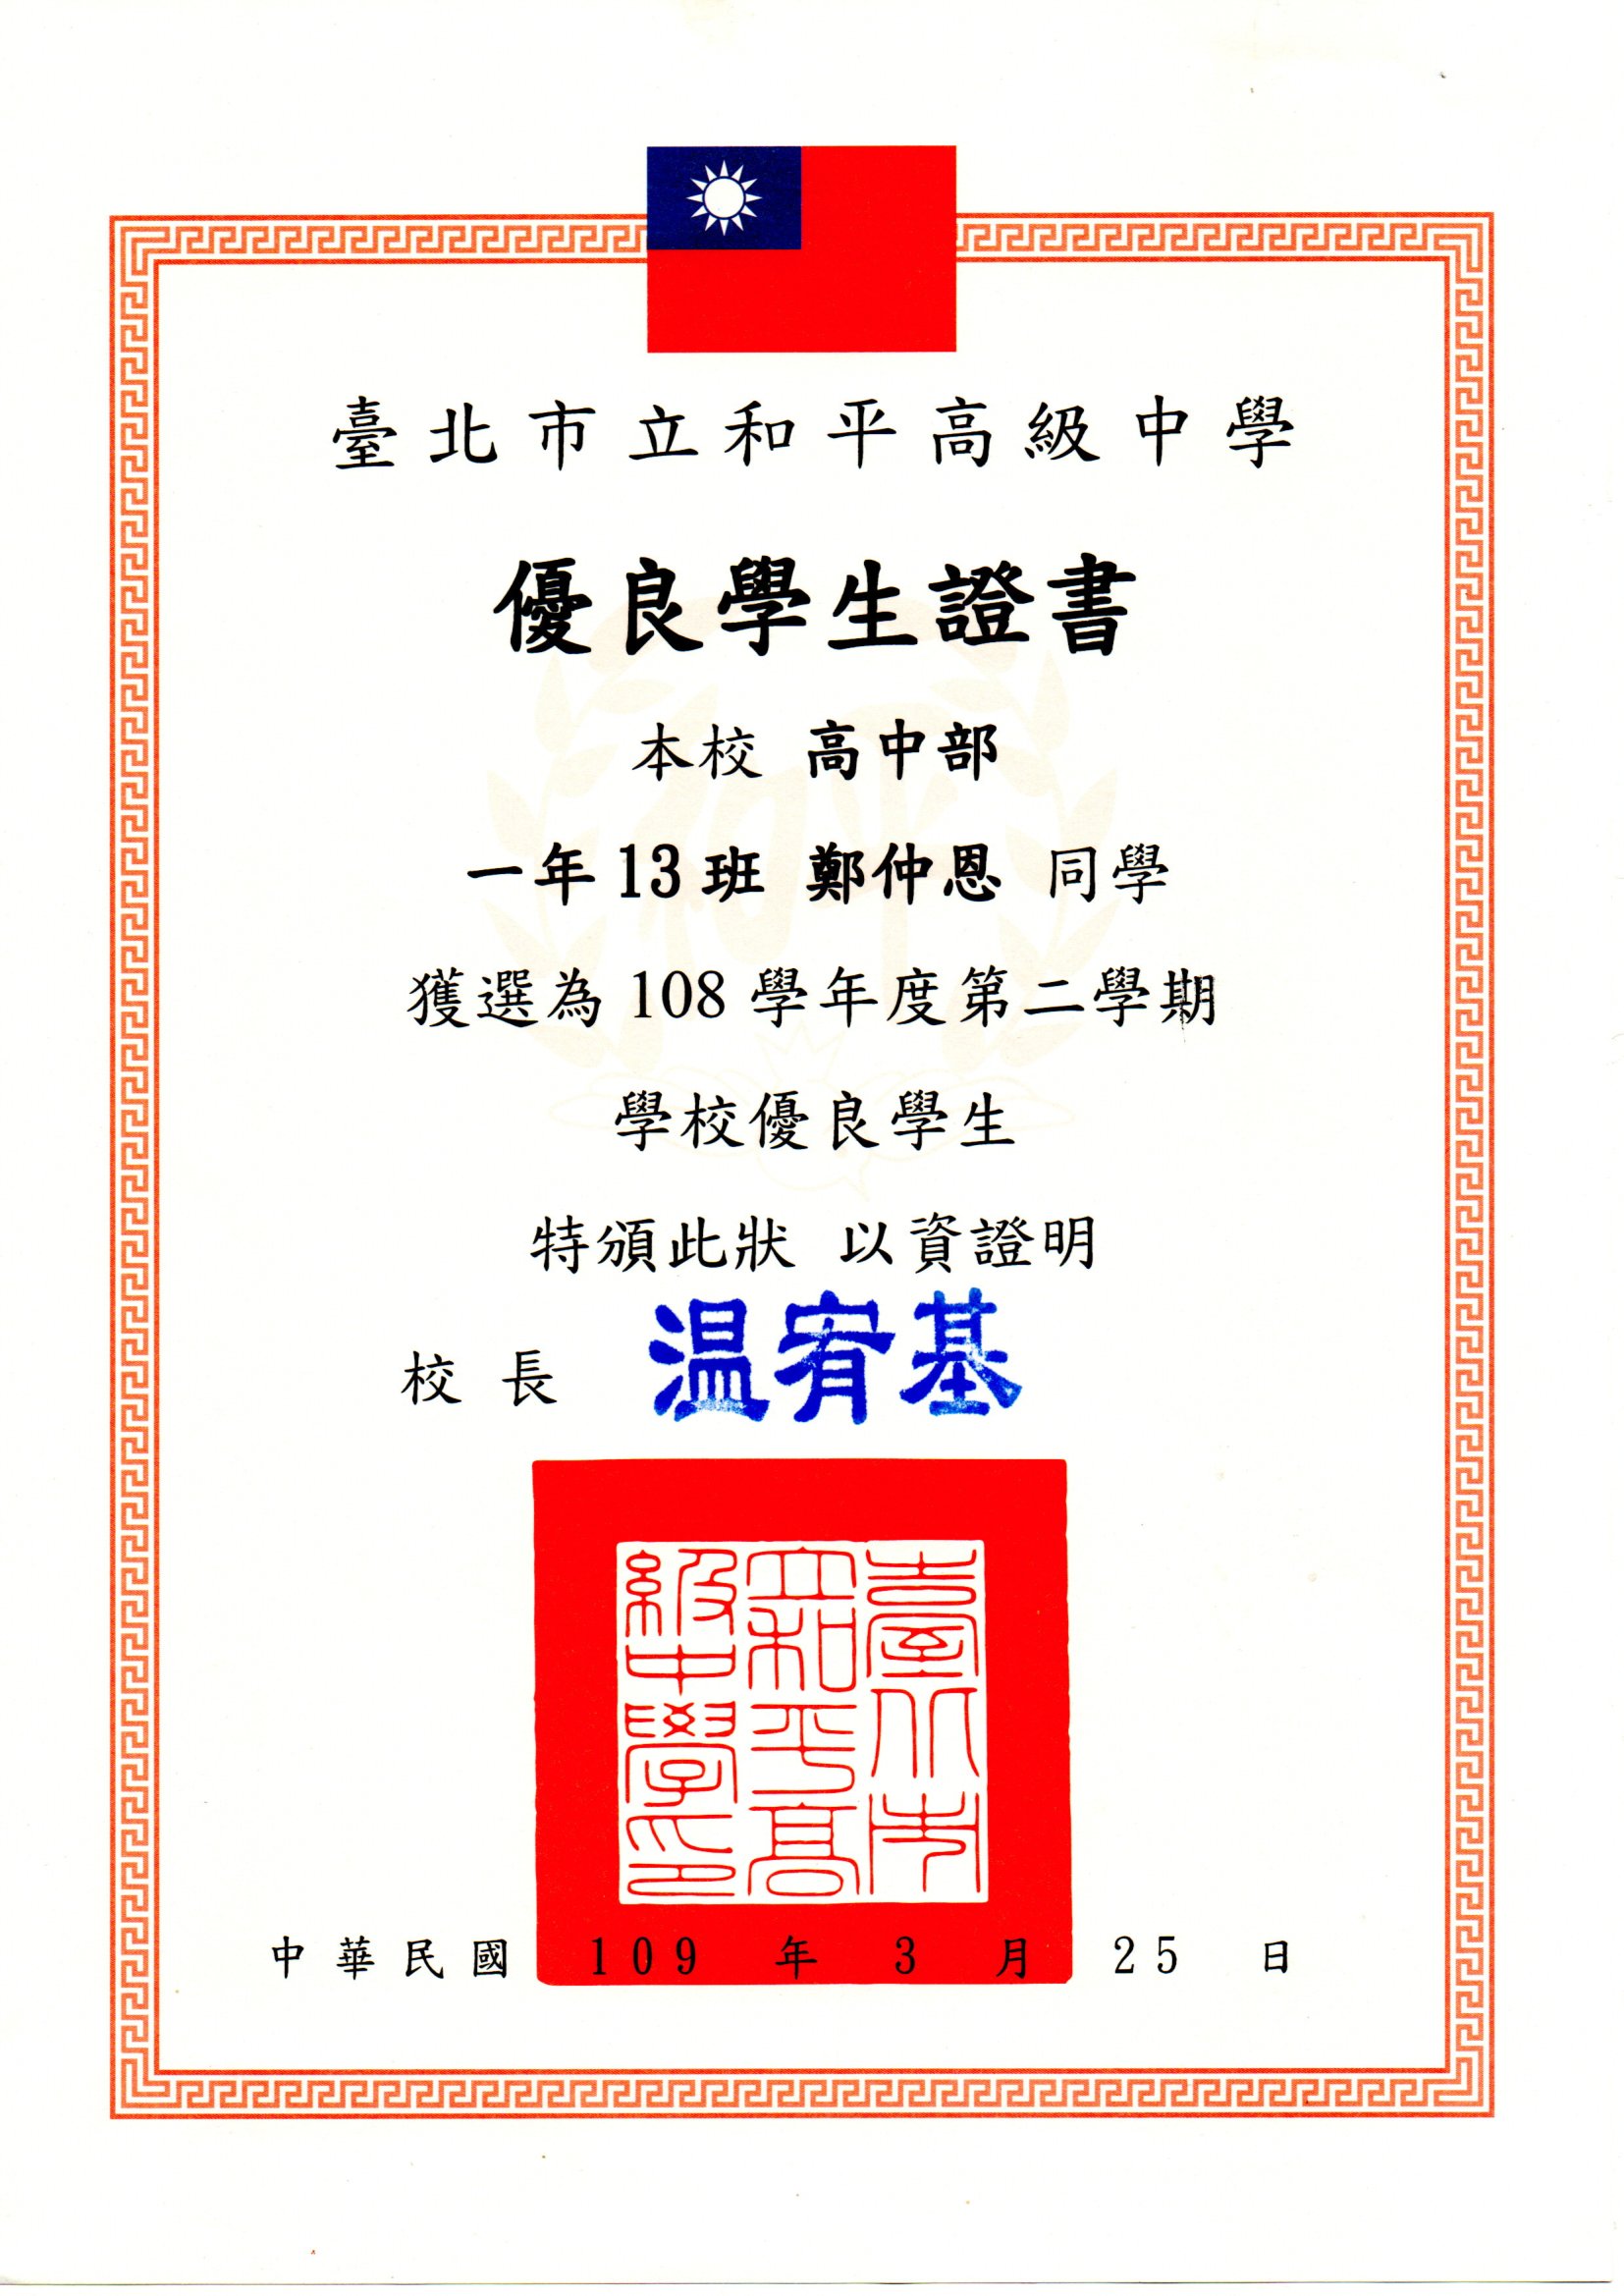 臺北市立和平高級中學
優良學生證書
本校 高中部
一年13班 鄭仲恩 同學
獲選為108學年度第二學期
學校優良學生
特頒此狀 以資證明
校長 温宥基
臺北市立和平高級中學印
中華民國 109 年 3 月 25 日